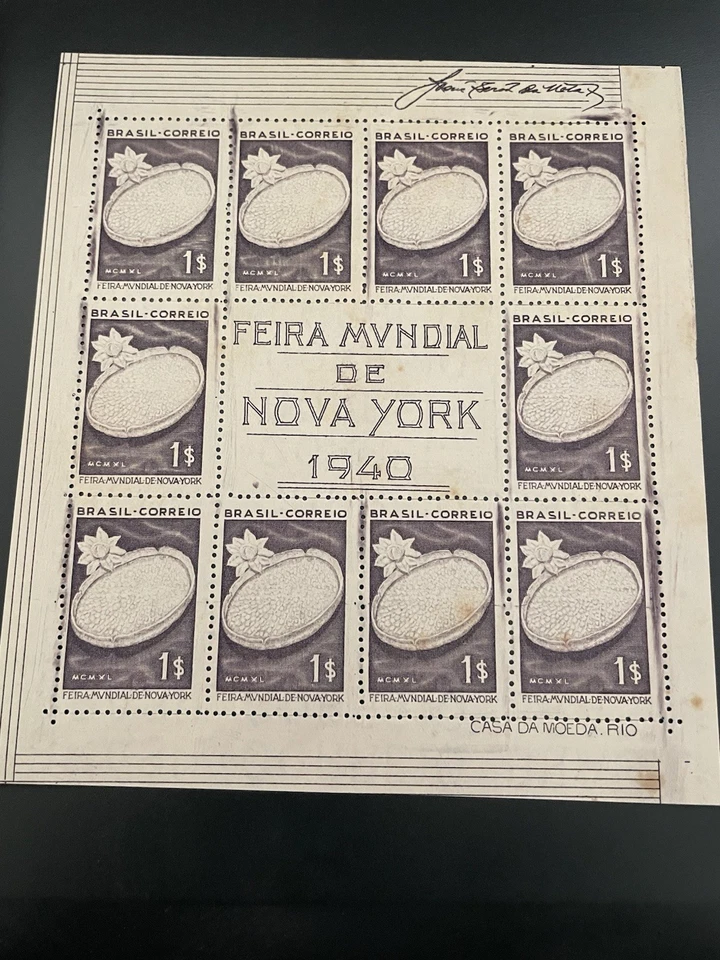 BRASIL-CORREIO BRASIL-CORREIO BRASIL-CORREIO BRASIL-CORREIO
MCMXL 1$ MCMXL 1$ MCMXL 1$ MCMXL 1$
FEIRA·MVNDIAL·DE·NOVA·YORK FEIRA·MVNDIAL·DE·NOVA·YORK FEIRA·MVNDIAL·DE·NOVA·YORK FEIRA·MVNDIAL·DE·NOVA·YORK
BRASIL-CORREIO
MCMXL 1$
FEIRA·MVNDIAL·DE·NOVA·YORK
FEIRA MVNDIAL
DE
NOVA YORK
1940
BRASIL-CORREIO
MCMXL 1$
FEIRA·MVNDIAL·DE·NOVA·YORK
BRASIL-CORREIO BRASIL-CORREIO BRASIL-CORREIO BRASIL-CORREIO
MCMXL 1$ MCMXL 1$ MCMXL 1$ MCMXL 1$
FEIRA·MVNDIAL·DE·NOVA·YORK FEIRA·MVNDIAL·DE·NOVA·YORK FEIRA·MVNDIAL·DE·NOVA·YORK FEIRA·MVNDIAL·DE·NOVA·YORK
CASA DA MOEDA. RIO